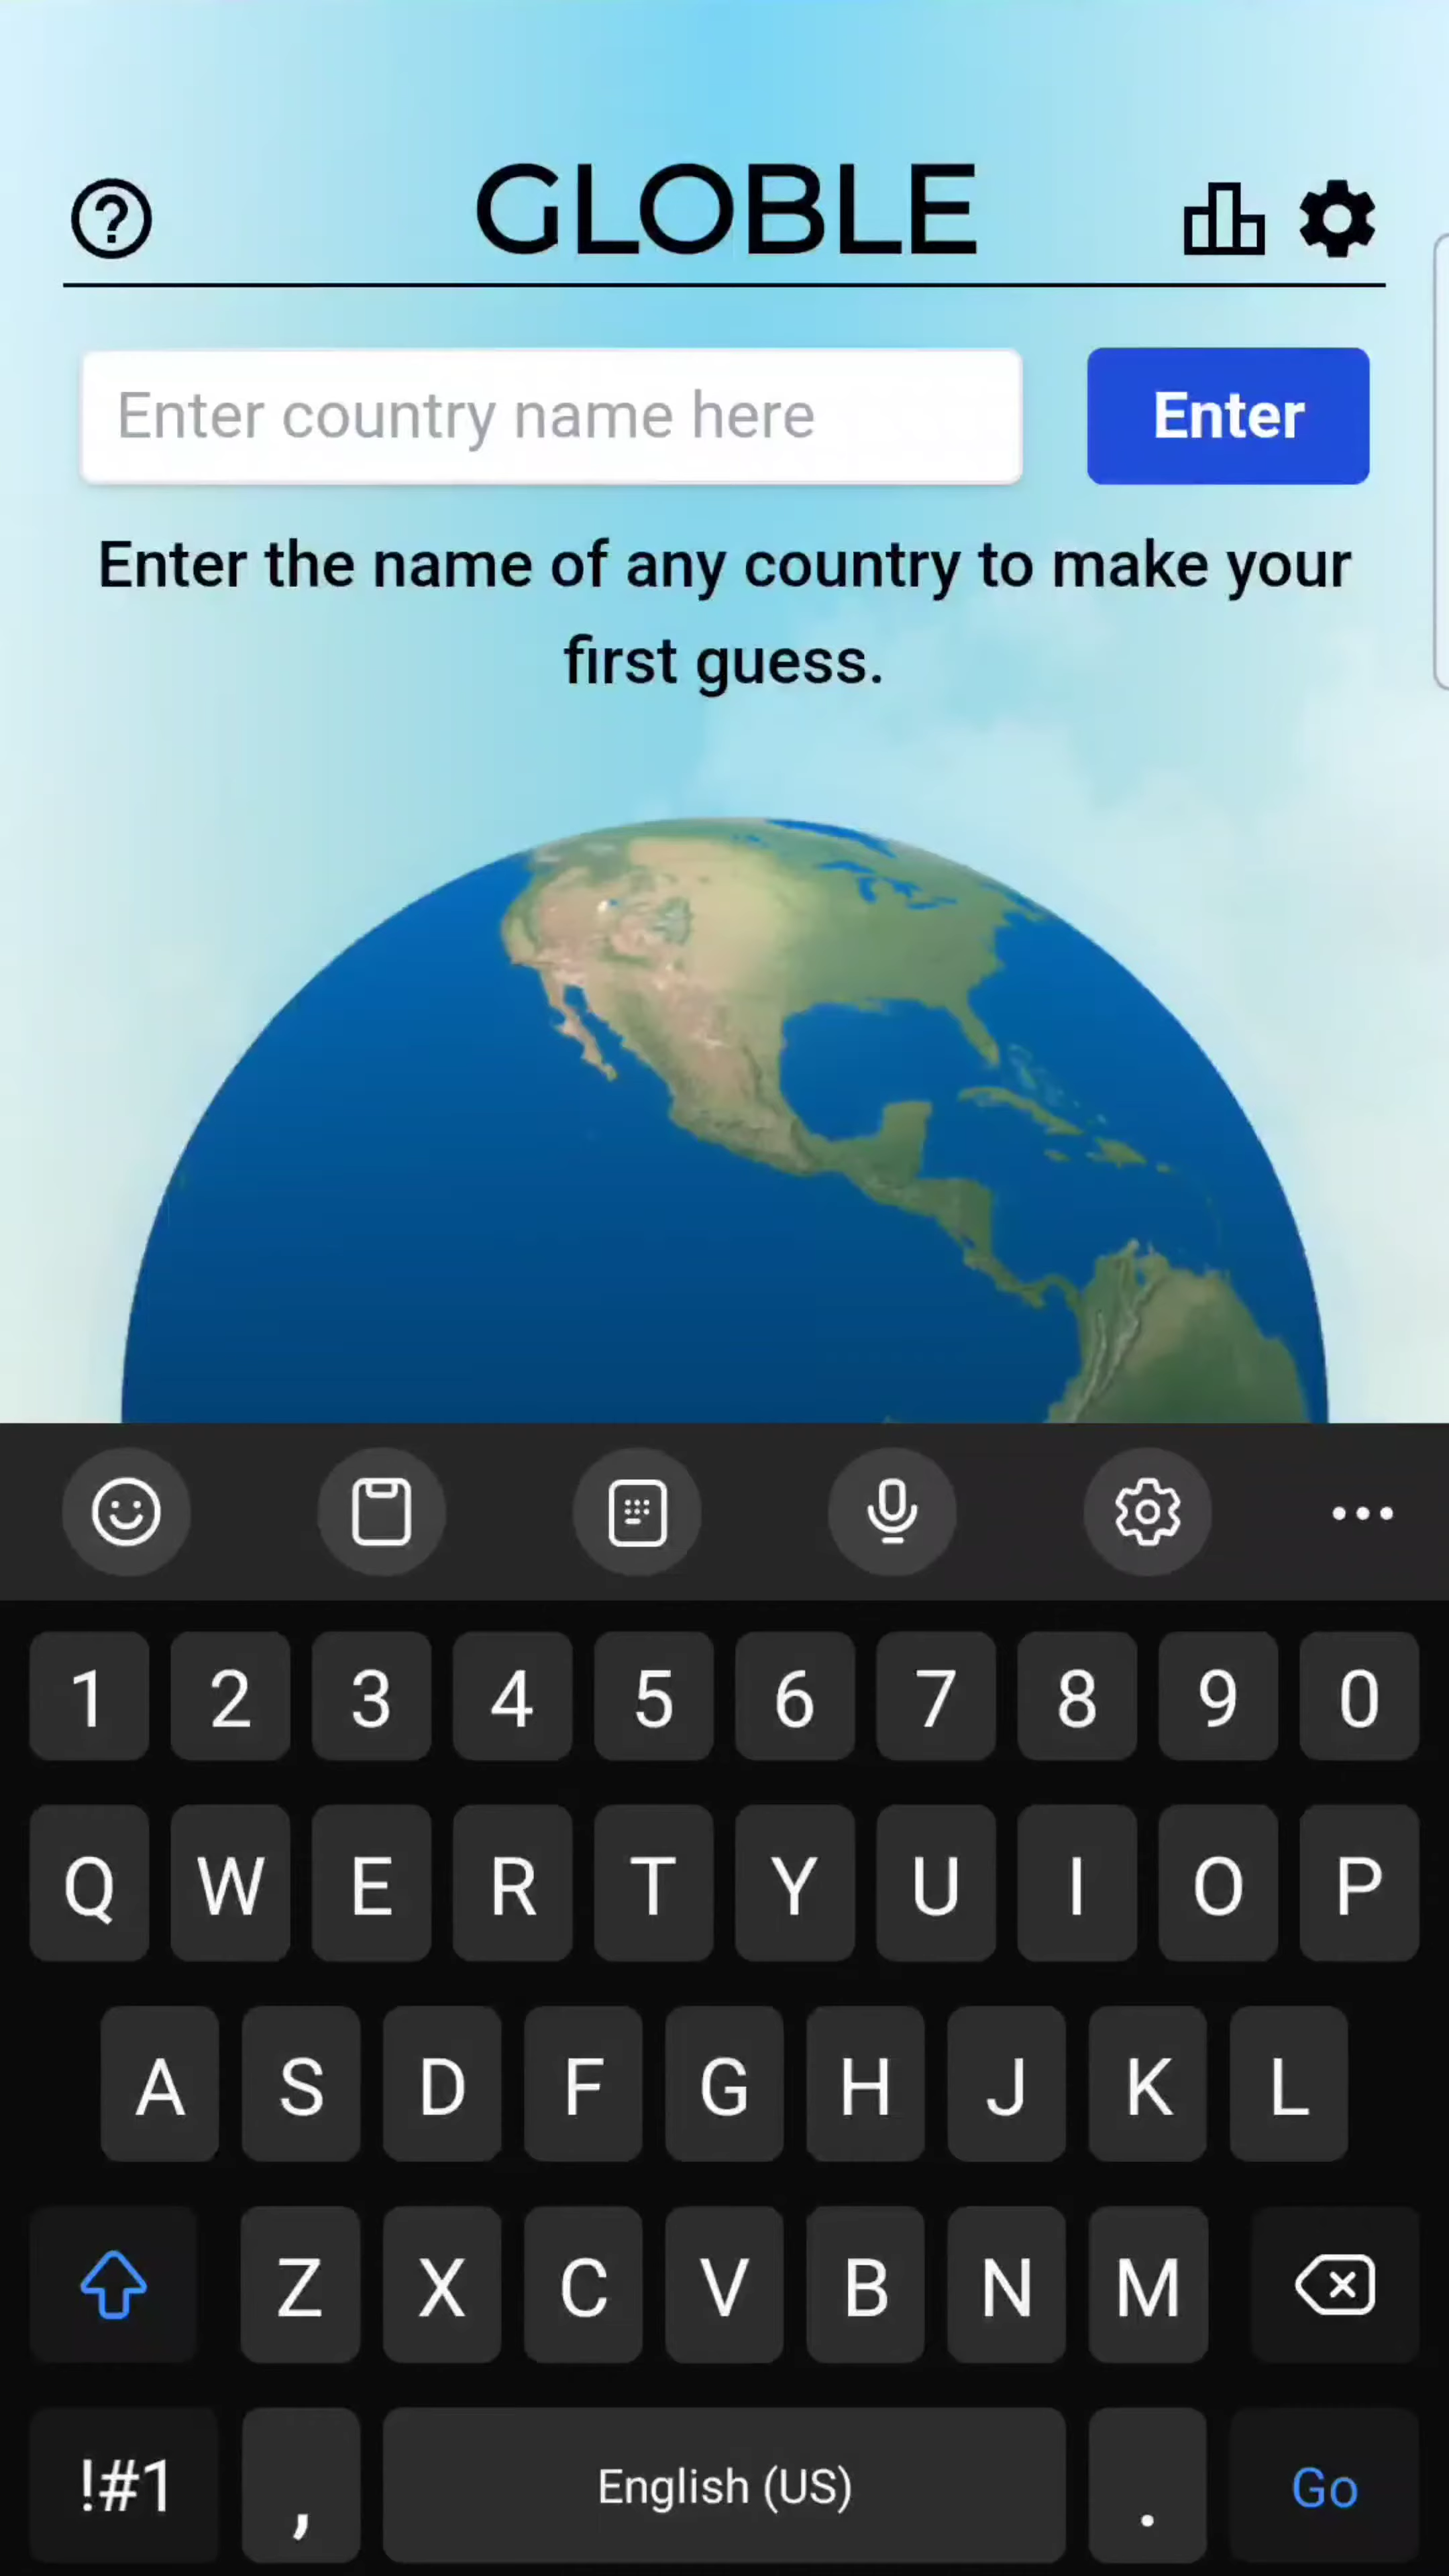 GLOBLE
Enter country name here
Enter
Enter the name of any country to make your
first guess.
1 2 3 4 5 6 7 8 9 0
Q W E R T Y U I O P
A S D F G H J K L
Z X C V B N M
!#1 , English (US) . Go